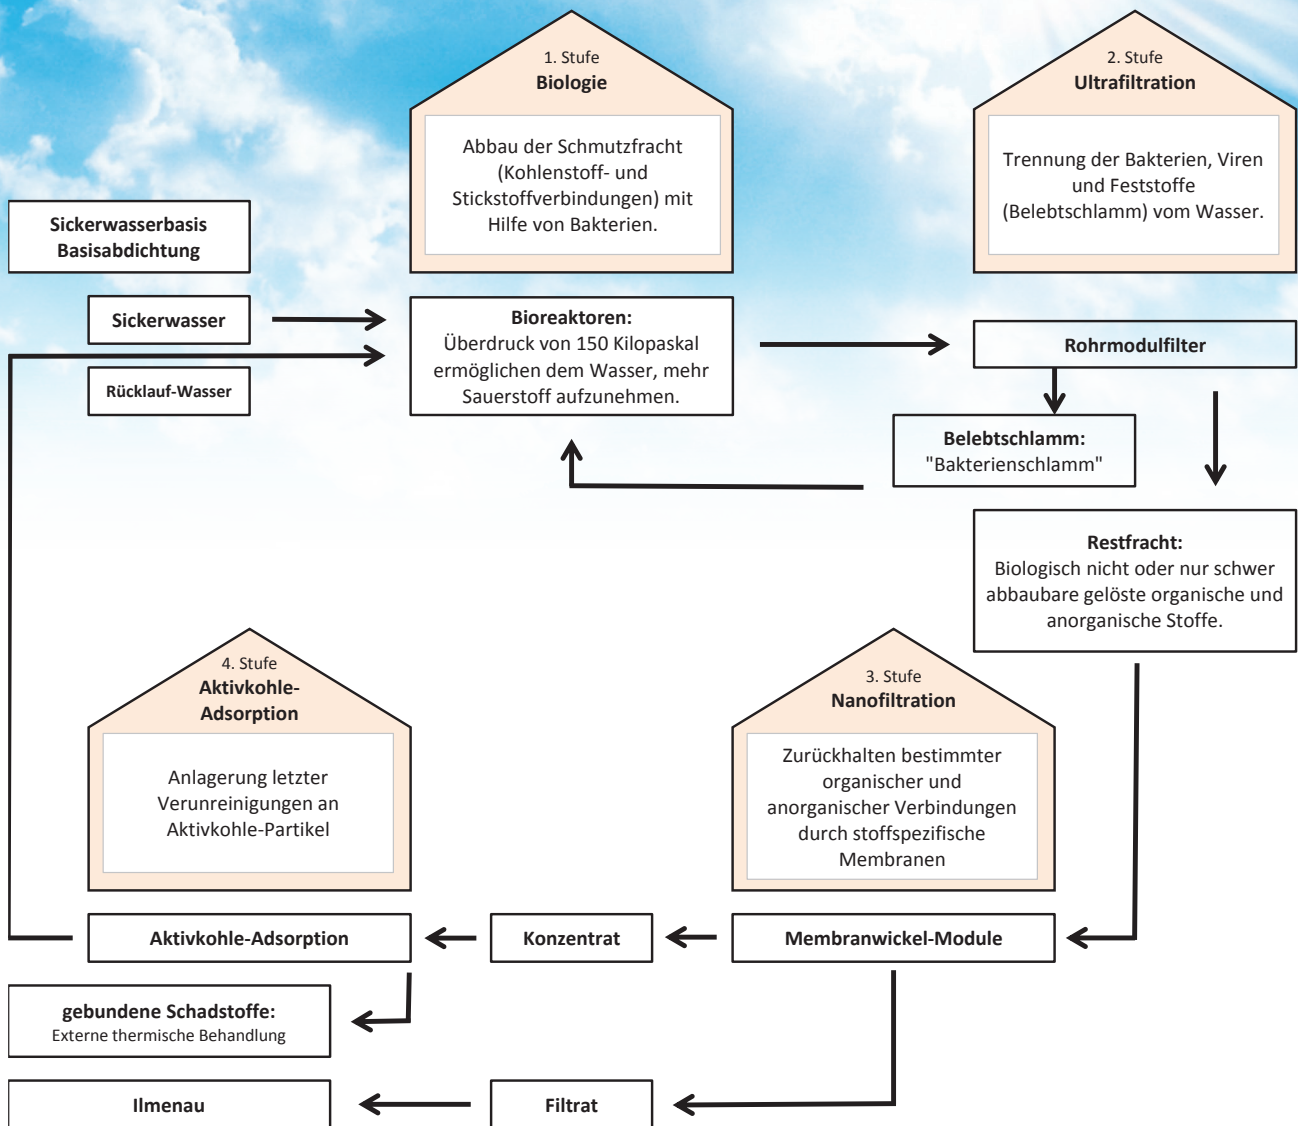 1. Stufe
Biologie
Abbau der Schmutzfracht
(Kohlenstoff- und
Stickstoffverbindungen) mit
Hilfe von Bakterien.
2. Stufe
Ultrafiltration
Trennung der Bakterien, Viren
und Feststoffe
(Belebtschlamm) vom Wasser.
Sickerwasserbasis
Basisabdichtung
Sickerwasser
Rücklauf-Wasser
Bioreaktoren:
Überdruck von 150 Kilopaskal
ermöglichen dem Wasser, mehr
Sauerstoff aufzunehmen.
Rohrmodulfilter
Belebtschlamm:
"Bakterienschlamm"
Restfracht:
Biologisch nicht oder nur schwer
abbaubare gelöste organische und
anorganische Stoffe.
4. Stufe
Aktivkohle-
Adsorption
Anlagerung letzter
Verunreinigungen an
Aktivkohle-Partikel
3. Stufe
Nanofiltration
Zurückhalten bestimmter
organischer und
anorganischer Verbindungen
durch stoffspezifische
Membranen
Aktivkohle-Adsorption
Konzentrat
Membranwickel-Module
gebundene Schadstoffe:
Externe thermische Behandlung
Ilmenau
Filtrat